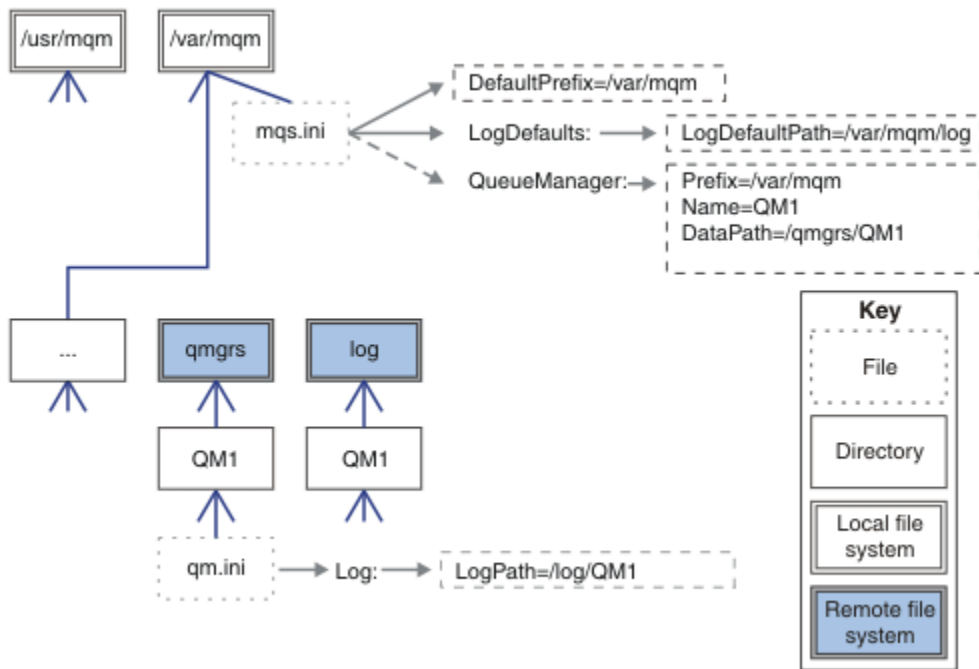 /usr/mqm
/var/mqm
mqs.ini
DefaultPrefix=/var/mqm
LogDefaults:
LogDefaultPath=/var/mqm/log
QueueManager:
Prefix=/var/mqm
Name=QM1
DataPath=/qmgrs/QM1
...
qmgrs
log
QM1
QM1
qm.ini
Log:
LogPath=/log/QM1
Key
File
Directory
Local file
system
Remote file
system